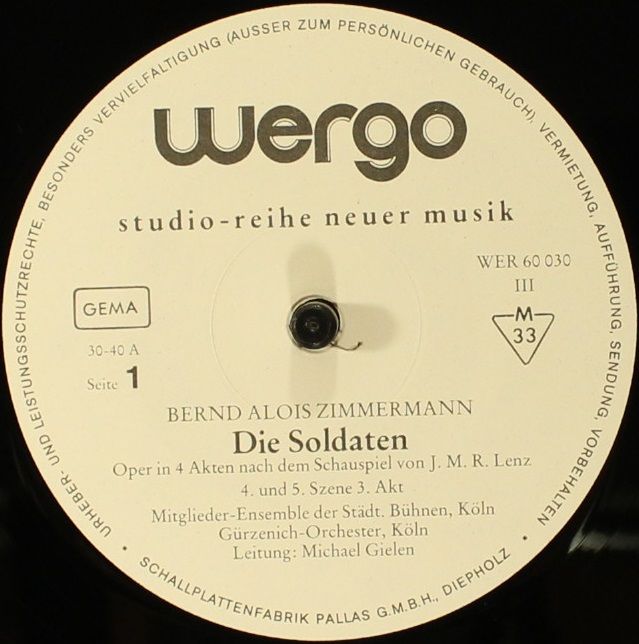 URHEBER- UND LEISTUNGSSCHUTZRECHTE, BESONDERS VERVIELFALTIGUNG (AUSSER ZUM PERSÖNLICHEN GEBRAUCH), VERMIETUNG, AUFFÜHRUNG, SENDUNG, VORBEHALTEN
wergo
studio-reihe neuer musik
WER 60 030
III
GEMA
M
33
30-40 A
Seite 1
BERND ALOIS ZIMMERMANN
Die Soldaten
Oper in 4 Akten nach dem Schauspiel von J. M. R. Lenz
4. und 5. Szene 3. Akt
Mitglieder-Ensemble der Städt. Bühnen, Köln
Gürzenich-Orchester, Köln
Leitung: Michael Gielen
• SCHALLPLATTENFABRIK PALLAS G.M.B.H., DIEPHOLZ •